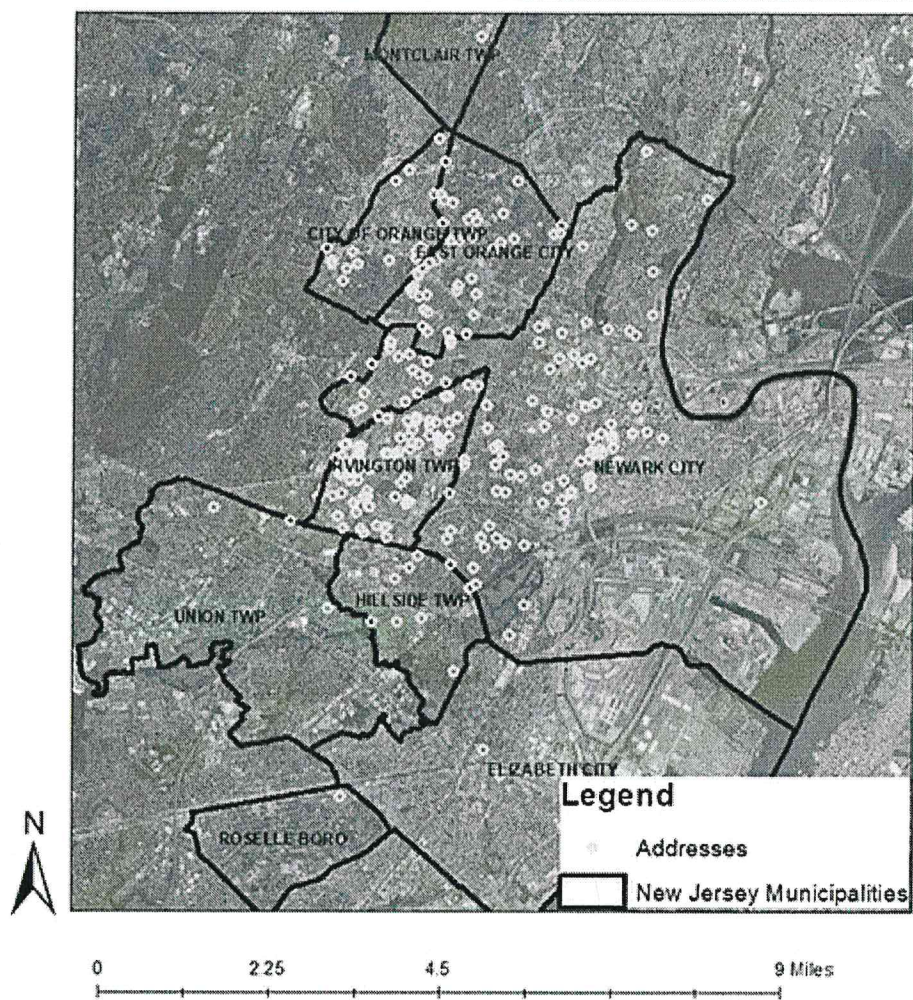 MONTCLAIR TWP
CITY OF ORANGE TWP
EAST ORANGE CITY
IRVINGTON TWP
NEWARK CITY
UNION TWP
HILLSIDE TWP
ELIZABETH CITY
Legend
Addresses
New Jersey Municipalities
ROSELLE BORO
N
0 2.25 4.5 9 Miles